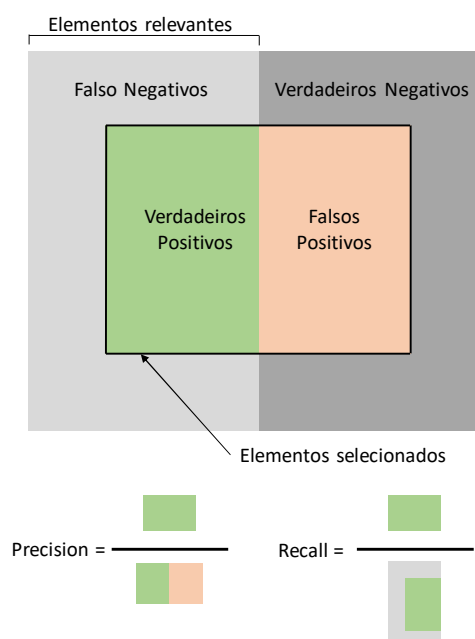 Elementos relevantes
Falso Negativos
Verdadeiros Negativos
Verdadeiros
Positivos
Falsos
Positivos
Elementos selecionados
Precision =
Recall =